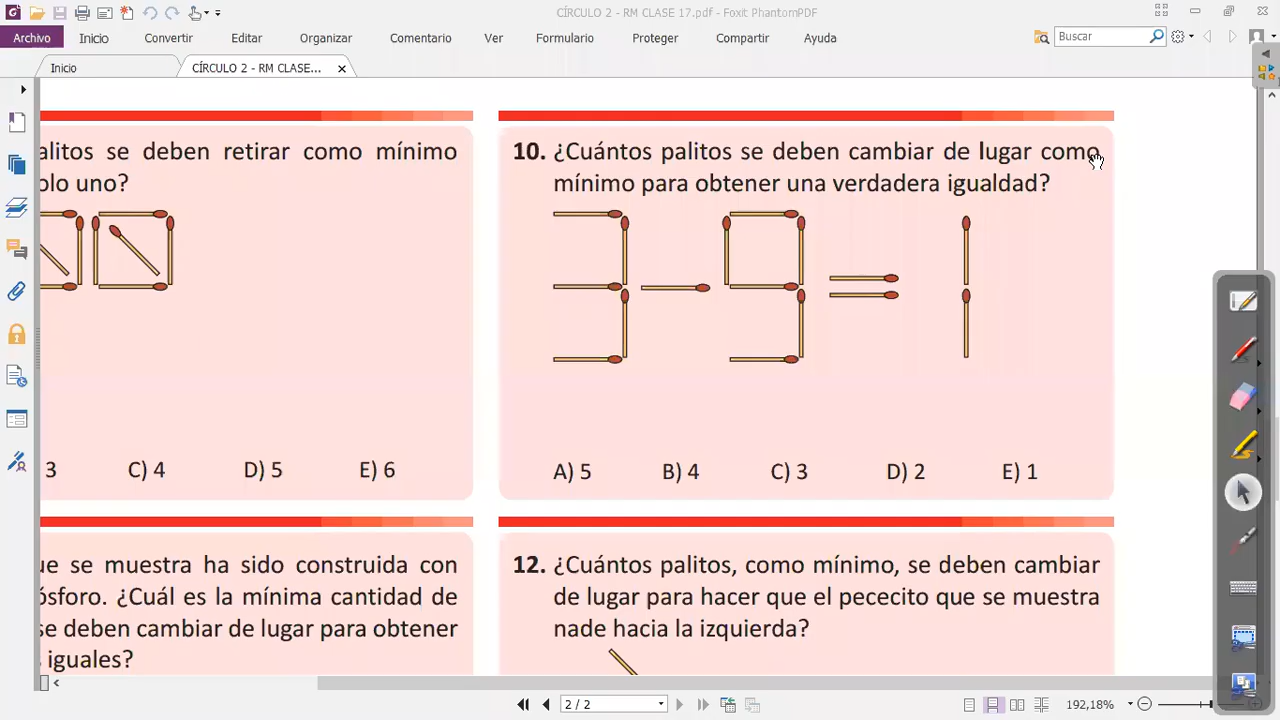 CÍRCULO 2 - RM CLASE 17.pdf - Foxit PhantomPDF
Archivo Inicio Convertir Editar Organizar Comentario Ver Formulario Proteger Compartir Ayuda
Buscar
Inicio CÍRCULO 2 - RM CLASE...
alitos se deben retirar como mínimo
olo uno?
3 C) 4 D) 5 E) 6
10. ¿Cuántos palitos se deben cambiar de lugar como
mínimo para obtener una verdadera igualdad?
3 - 9 = 1
A) 5 B) 4 C) 3 D) 2 E) 1
ue se muestra ha sido construida con
ósforo. ¿Cuál es la mínima cantidad de
se deben cambiar de lugar para obtener
s iguales?
12. ¿Cuántos palitos, como mínimo, se deben cambiar
de lugar para hacer que el pececito que se muestra
nade hacia la izquierda?
2 / 2
192,18%